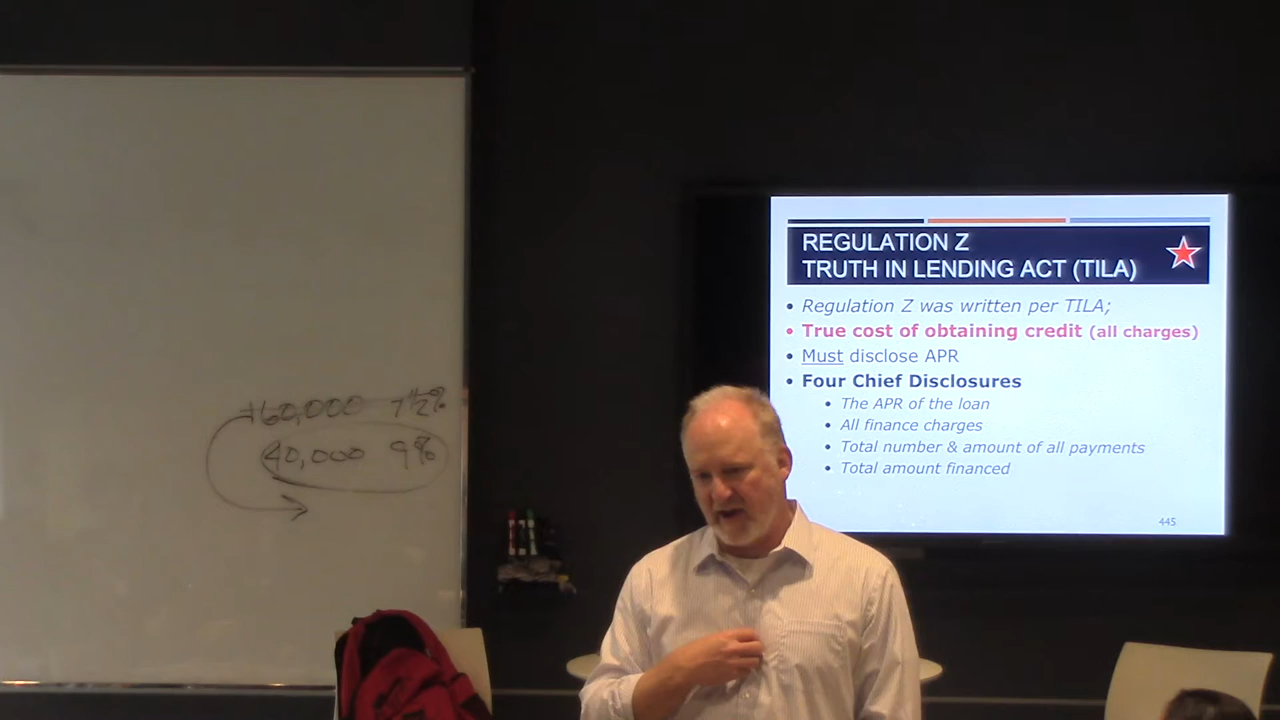 160,000 7 1/2%
40,000 9%
REGULATION Z
TRUTH IN LENDING ACT (TILA)
• Regulation Z was written per TILA;
• True cost of obtaining credit (all charges)
• Must disclose APR
• Four Chief Disclosures
• The APR of the loan
• All finance charges
• Total number & amount of all payments
• Total amount financed
445